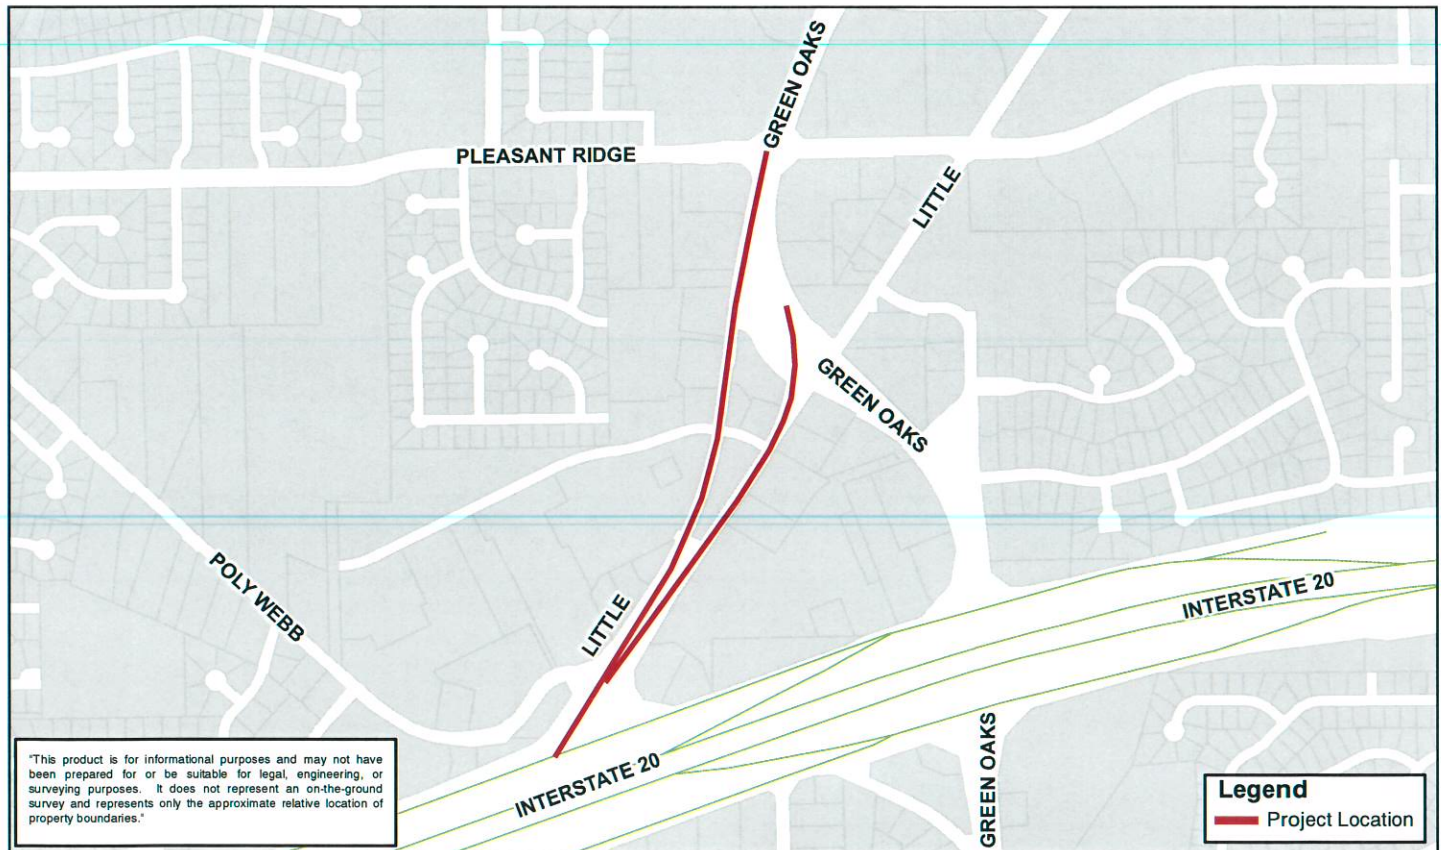 GREEN OAKS
PLEASANT RIDGE
LITTLE
GREEN OAKS
POLY WEBB
LITTLE
INTERSTATE 20
INTERSTATE 20
GREEN OAKS
"This product is for informational purposes and may not have
been prepared for or be suitable for legal, engineering, or
surveying purposes. It does not represent an on-the-ground
survey and represents only the approximate relative location of
property boundaries."
Legend
Project Location